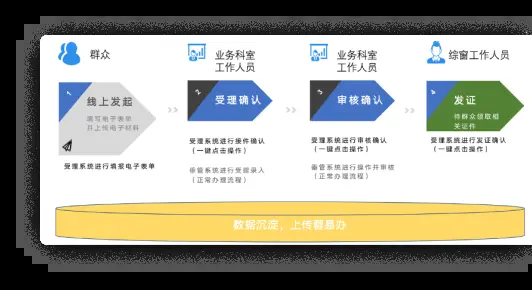 群众
业务科室
工作人员
业务科室
工作人员
综窗工作人员
1
线上发起
填写电子表单
并上传电子材料
2
受理确认
3
审核确认
4
发证
待群众领取相
关证件
受理系统进行填报电子表单
受理系统进行接件确认
（一键点击操作）
受理系统进行审核确认
（一键点击操作）
受理系统进行发证确认
（一键点击操作）
省管系统进行受理录入
（正常办理流程）
省管系统进行操作并审核
（正常办理流程）
数据沉淀，上传着易办